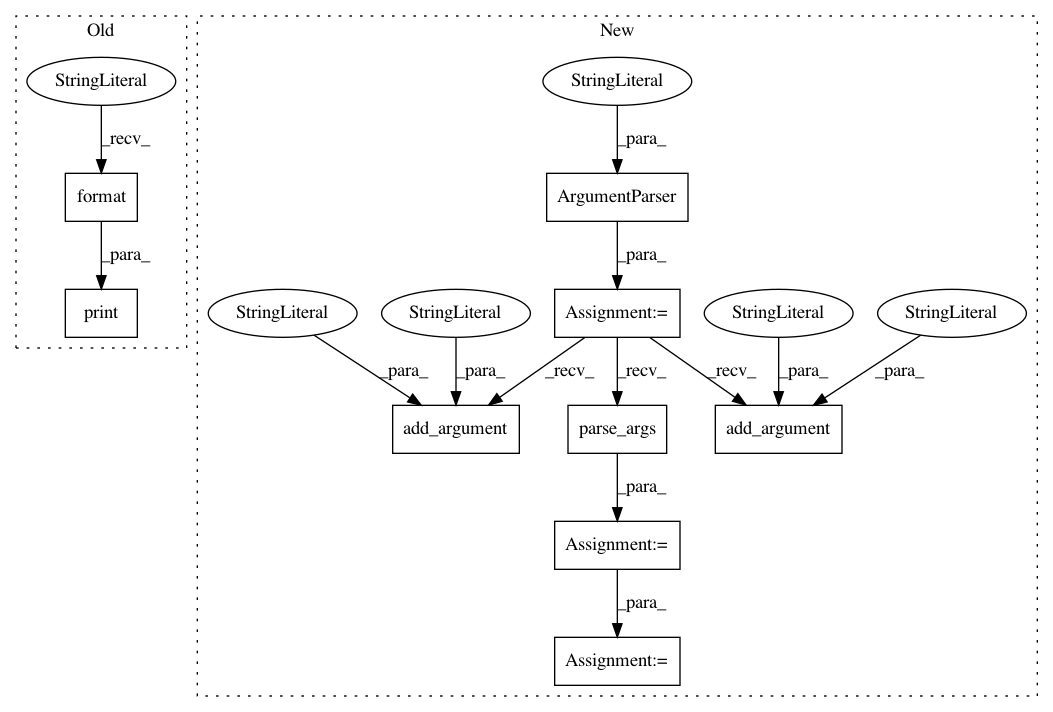 Old
New
StringLiteral
StringLiteral
_recv_
_para_
format
ArgumentParser
_para_
_para_
print
StringLiteral
StringLiteral
Assignment:=
StringLiteral
StringLiteral
_para_
_para_
_recv_
_recv_
_recv_
_para_
_para_
add_argument
parse_args
add_argument
_para_
Assignment:=
_para_
Assignment:=